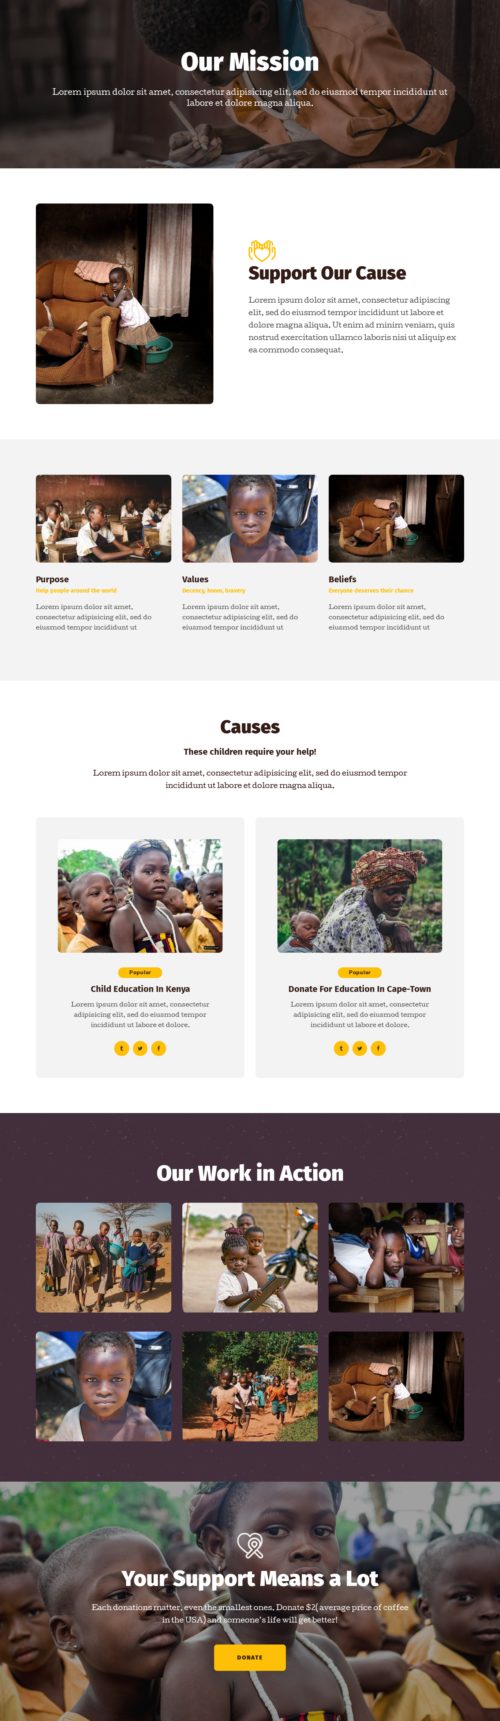 Our Mission
Lorem ipsum dolor sit amet, consectetur adipisicing elit, sed do eiusmod tempor incididunt ut
labore et dolore magna aliqua.
Support Our Cause
Lorem ipsum dolor sit amet, consectetur adipiscing
elit, sed do eiusmod tempor incididunt ut labore et
dolore magna aliqua. Ut enim ad minim veniam, quis
nostrud exercitation ullamco laboris nisi ut aliquip ex
ea commodo consequat.
Purpose
Help people around the world
Lorem ipsum dolor sit amet,
consectetur adipiscing elit, sed do
eiusmod tempor incididunt ut
Values
Decency, honor, bravery
Lorem ipsum dolor sit amet,
consectetur adipiscing elit, sed do
eiusmod tempor incididunt ut
Beliefs
Everyone deserves their chance
Lorem ipsum dolor sit amet,
consectetur adipiscing elit, sed do
eiusmod tempor incididunt ut
Causes
These children require your help!
Lorem ipsum dolor sit amet, consectetur adipisicing elit, sed do eiusmod tempor
incididunt ut labore et dolore magna aliqua.
Popular
Child Education In Kenya
Lorem ipsum dolor sit amet, consectetur
adipisicing elit, sed do eiusmod tempor
incididunt ut labore et dolore.
Popular
Donate For Education In Cape-Town
Lorem ipsum dolor sit amet, consectetur
adipisicing elit, sed do eiusmod tempor
incididunt ut labore et dolore.
Our Work in Action
Your Support Means a Lot
Each donations matter, even the smallest ones. Donate $2( average price of coffee
in the USA) and someone's life will get better!
DONATE